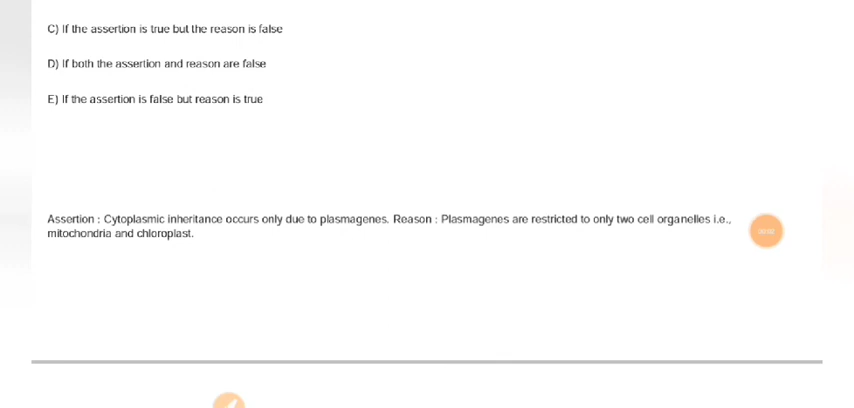 C) If the assertion is true but the reason is false
D) If both the assertion and reason are false
E) If the assertion is false but reason is true
Assertion : Cytoplasmic inheritance occurs only due to plasmagenes. Reason : Plasmagenes are restricted to only two cell organelles i.e.,
mitochondria and chloroplast.